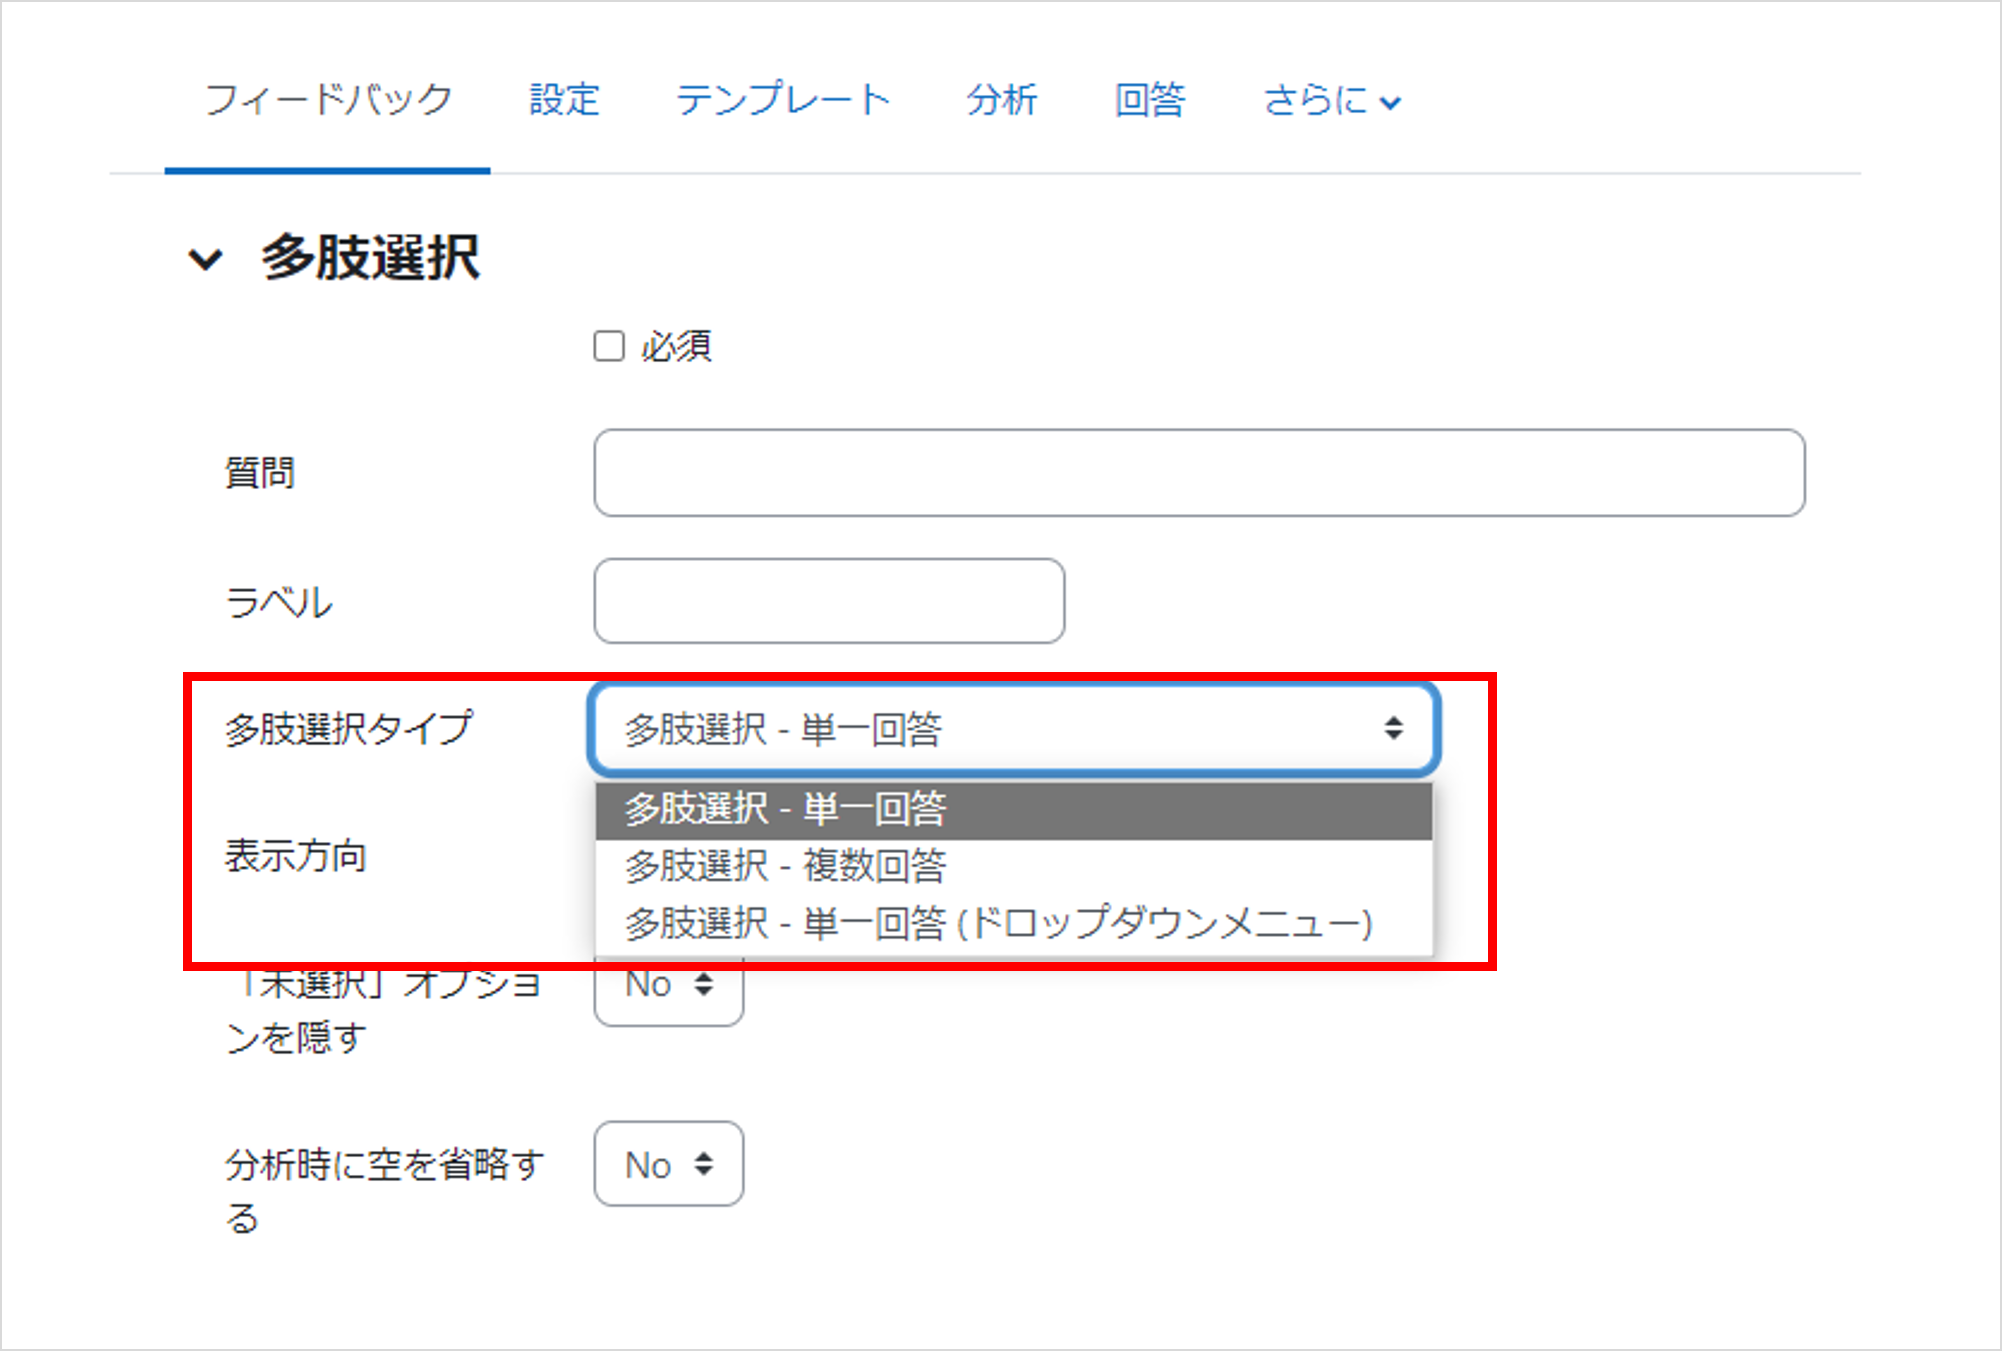 フィードバック 設定 テンプレート 分析 回答 さらに
多肢選択
必須
質問
ラベル
多肢選択タイプ 多肢選択 - 単一回答
多肢選択 - 単一回答
表示方向
多肢選択 - 複数回答
多肢選択 - 単一回答 (ドロップダウンメニュー)
「未選択」オプショ No
ンを隠す
分析時に空を省略す No
る